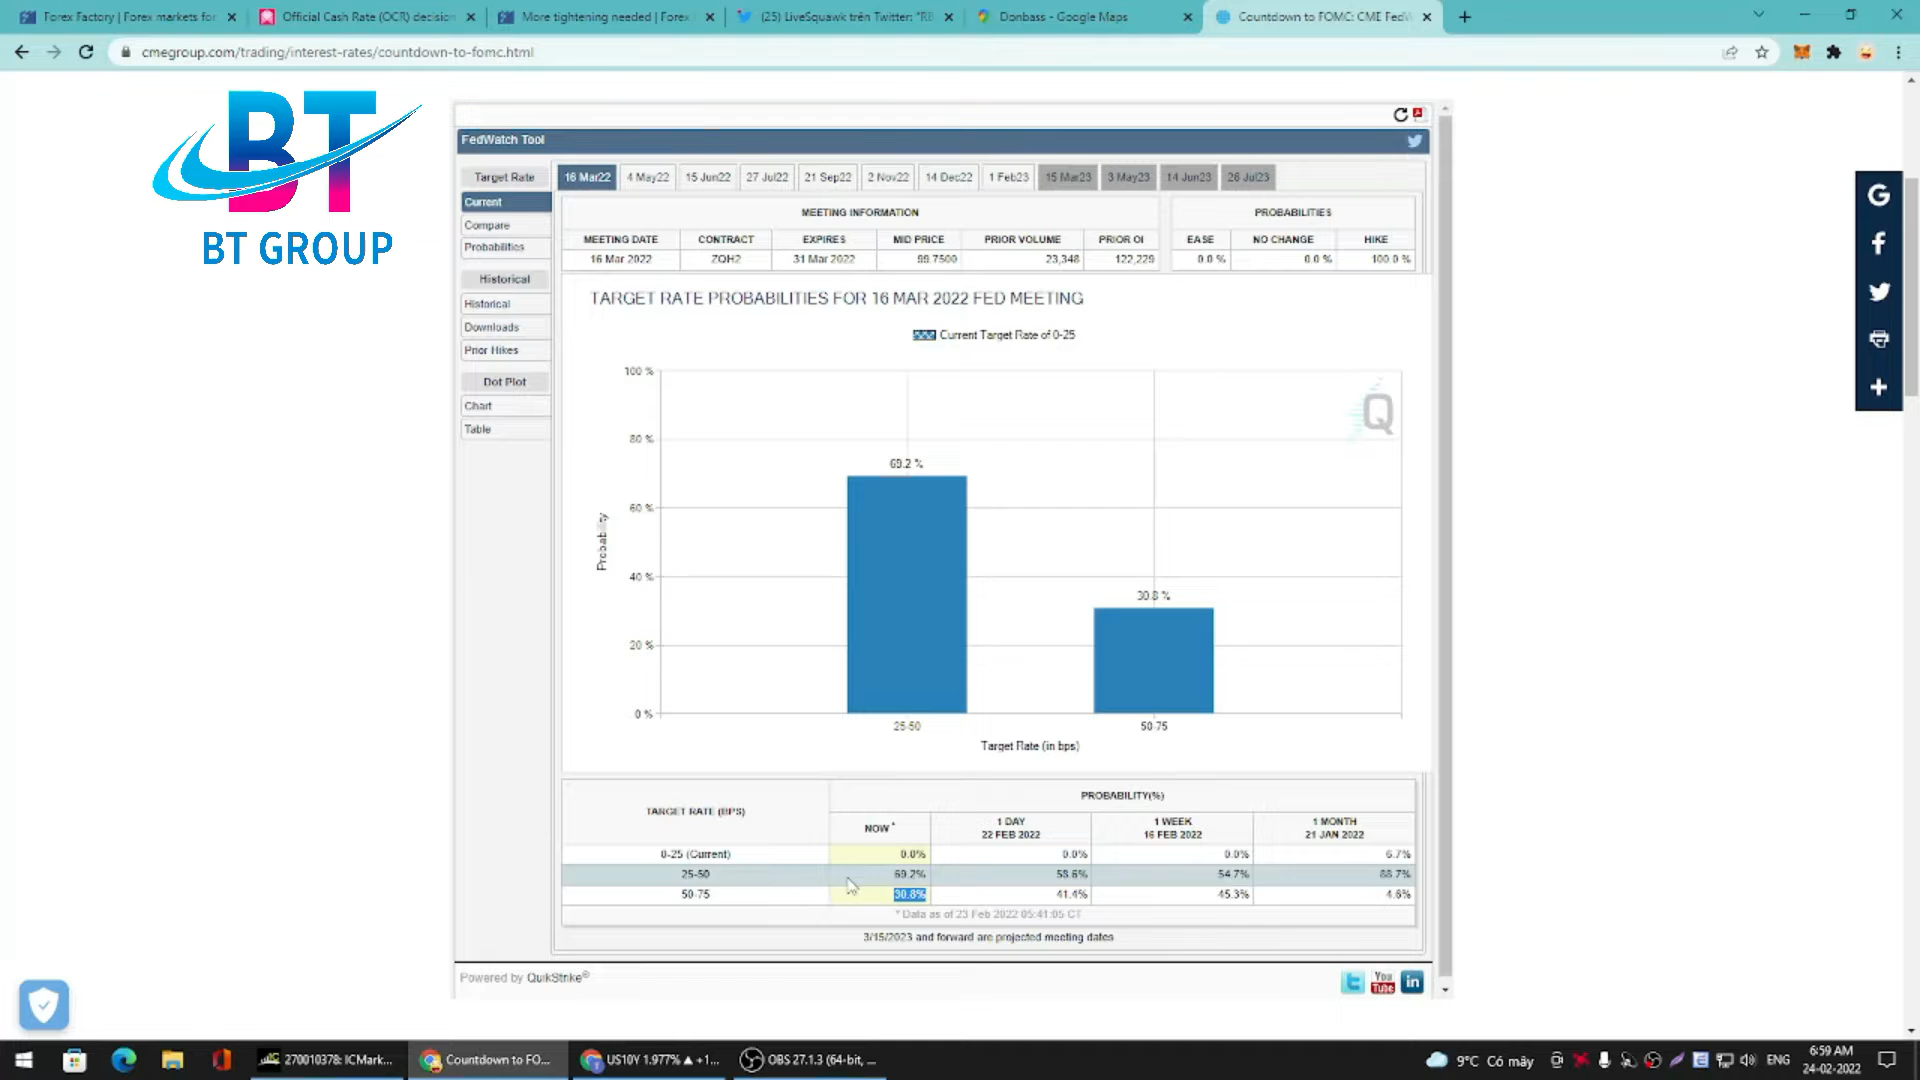 Forex Factory | Forex markets for
Official Cash Rate (OCR) decision
More tightening needed | Forex
(25) LiveSquawk trên Twitter: "RE
Donbass - Google Maps
Countdown to FOMC: CME FedW
cmegroup.com/trading/interest-rates/countdown-to-fomc.html
BT
BT GROUP
FedWatch Tool
Target Rate
Current
Compare
Probabilities
Historical
Historical
Downloads
Prior Hikes
Dot Plot
Chart
Table
16 Mar22 4 May22 15 Jun22 27 Jul22 21 Sep22 2 Nov22 14 Dec22 1 Feb23 15 Mar23 3 May23 14 Jun23 26 Jul23
MEETING INFORMATION
MEETING DATE CONTRACT EXPIRES MID PRICE PRIOR VOLUME PRIOR OI
16 Mar 2022 ZQH2 31 Mar 2022 99.7500 23,348 122,229
PROBABILITIES
EASE NO CHANGE HIKE
0.0 % 0.0 % 100.0 %
TARGET RATE PROBABILITIES FOR 16 MAR 2022 FED MEETING
Current Target Rate of 0-25
Q
100 %
80 %
60 %
40 %
20 %
0 %
Probability
69.2 %
30.8 %
25-50
50-75
Target Rate (in bps)
TARGET RATE (BPS) PROBABILITY(%)
NOW * 1 DAY 22 FEB 2022 1 WEEK 16 FEB 2022 1 MONTH 21 JAN 2022
0-25 (Current) 0.0% 0.0% 0.0% 6.7%
25-50 69.2% 58.6% 54.7% 88.7%
50-75 30.8% 41.4% 45.3% 4.6%
* Data as of 23 Feb 2022 05:41:05 CT
3/15/2023 and forward are projected meeting dates
Powered by QuikStrike®
You Tube
in
270010378: ICMark...
Countdown to FO...
US10Y 1.977% ▲ +1...
OBS 27.1.3 (64-bit, ...
9°C Có mây
ENG
6:59 AM
24-02-2022